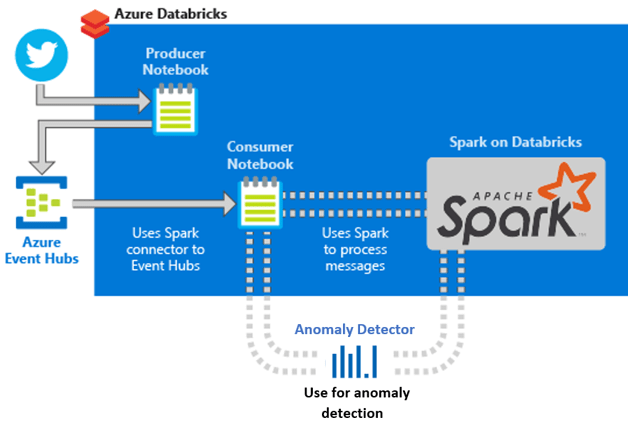 Azure Databricks
Producer
Notebook
Consumer
Notebook
Spark on Databricks
APACHE
Spark
Azure
Event Hubs
Uses Spark
connector to
Event Hubs
Uses Spark
to process
messages
Anomaly Detector
Use for anomaly
detection